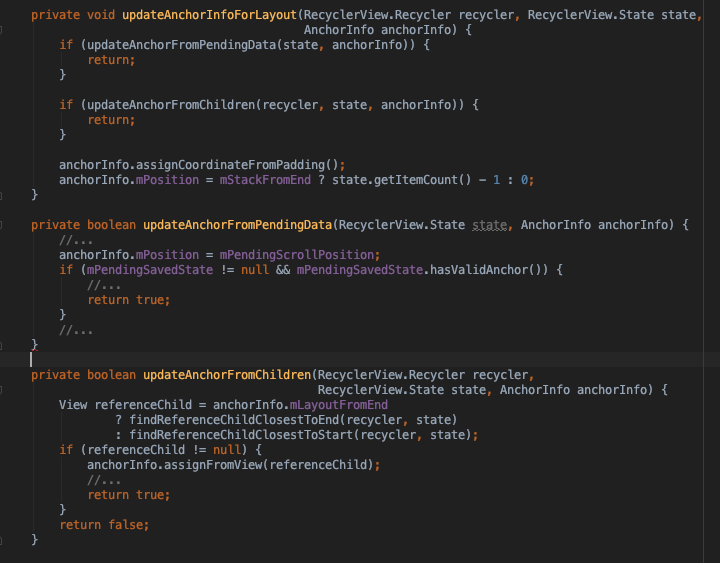 private void updateAnchorInfoForLayout(RecyclerView.Recycler recycler, RecyclerView.State state,
                                       AnchorInfo anchorInfo) {
    if (updateAnchorFromPendingData(state, anchorInfo)) {
        return;
    }

    if (updateAnchorFromChildren(recycler, state, anchorInfo)) {
        return;
    }

    anchorInfo.assignCoordinateFromPadding();
    anchorInfo.mPosition = mStackFromEnd ? state.getItemCount() - 1 : 0;
}

private boolean updateAnchorFromPendingData(RecyclerView.State state, AnchorInfo anchorInfo) {
    //...
    anchorInfo.mPosition = mPendingScrollPosition;
    if (mPendingSavedState != null && mPendingSavedState.hasValidAnchor()) {
        //...
        return true;
    }
    //...
}

private boolean updateAnchorFromChildren(RecyclerView.Recycler recycler,
                                         RecyclerView.State state, AnchorInfo anchorInfo) {
    View referenceChild = anchorInfo.mLayoutFromEnd
            ? findReferenceChildClosestToEnd(recycler, state)
            : findReferenceChildClosestToStart(recycler, state);
    if (referenceChild != null) {
        anchorInfo.assignFromView(referenceChild);
        //...
        return true;
    }
    return false;
}